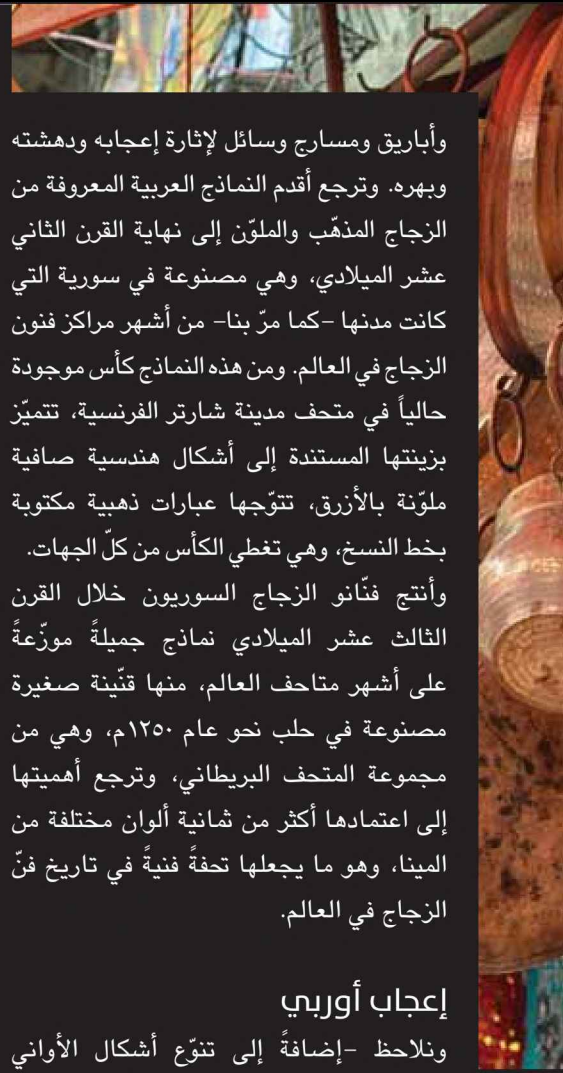 وأباريق ومسارج وسائل لإثارة إعجابه ودهشته
وبهره. وترجع أقدم النماذج العربية المعروفة من
الزجاج المذهّب والملوّن إلى نهاية القرن الثاني
عشر الميلادي، وهي مصنوعة في سورية التي
كانت مدنها –كما مرّ بنا– من أشهر مراكز فنون
الزجاج في العالم. ومن هذه النماذج كأس موجودة
حالياً في متحف مدينة شارتر الفرنسية، تتميّز
بزينتها المستندة إلى أشكال هندسية صافية
ملوّنة بالأزرق، تتوّجها عبارات ذهبية مكتوبة
بخط النسخ، وهي تغطي الكأس من كلّ الجهات.
وأنتج فنّانو الزجاج السوريون خلال القرن
الثالث عشر الميلادي نماذج جميلةً موزّعةً
على أشهر متاحف العالم، منها قنّينة صغيرة
مصنوعة في حلب نحو عام ١٢٥٠م، وهي من
مجموعة المتحف البريطاني، وترجع أهميتها
إلى اعتمادها أكثر من ثمانية ألوان مختلفة من
المينا، وهو ما يجعلها تحفةً فنيةً في تاريخ فنّ
الزجاج في العالم.
إعجاب أوربي
ونلاحظ –إضافةً إلى تنوّع أشكال الأواني